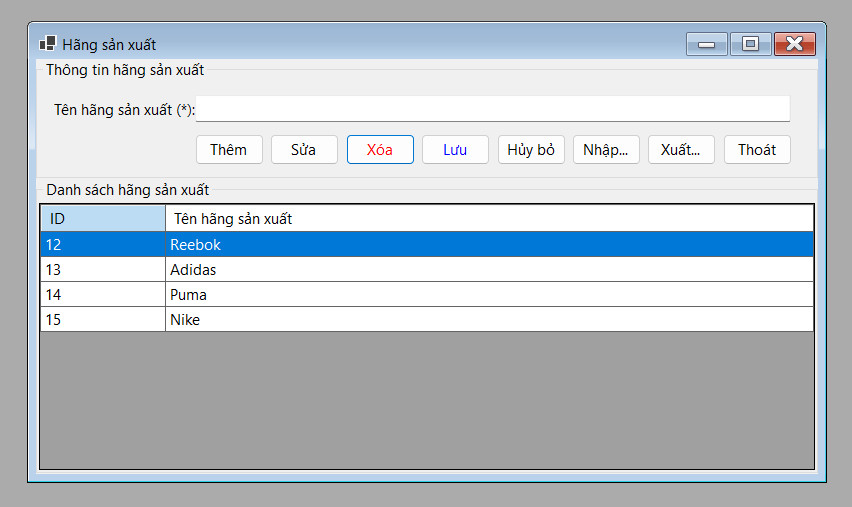 Hãng sản xuất
Thông tin hãng sản xuất
Tên hãng sản xuất (*):
Thêm Sửa Xóa Lưu Hủy bỏ Nhập... Xuất... Thoát
Danh sách hãng sản xuất
ID Tên hãng sản xuất
12 Reebok
13 Adidas
14 Puma
15 Nike